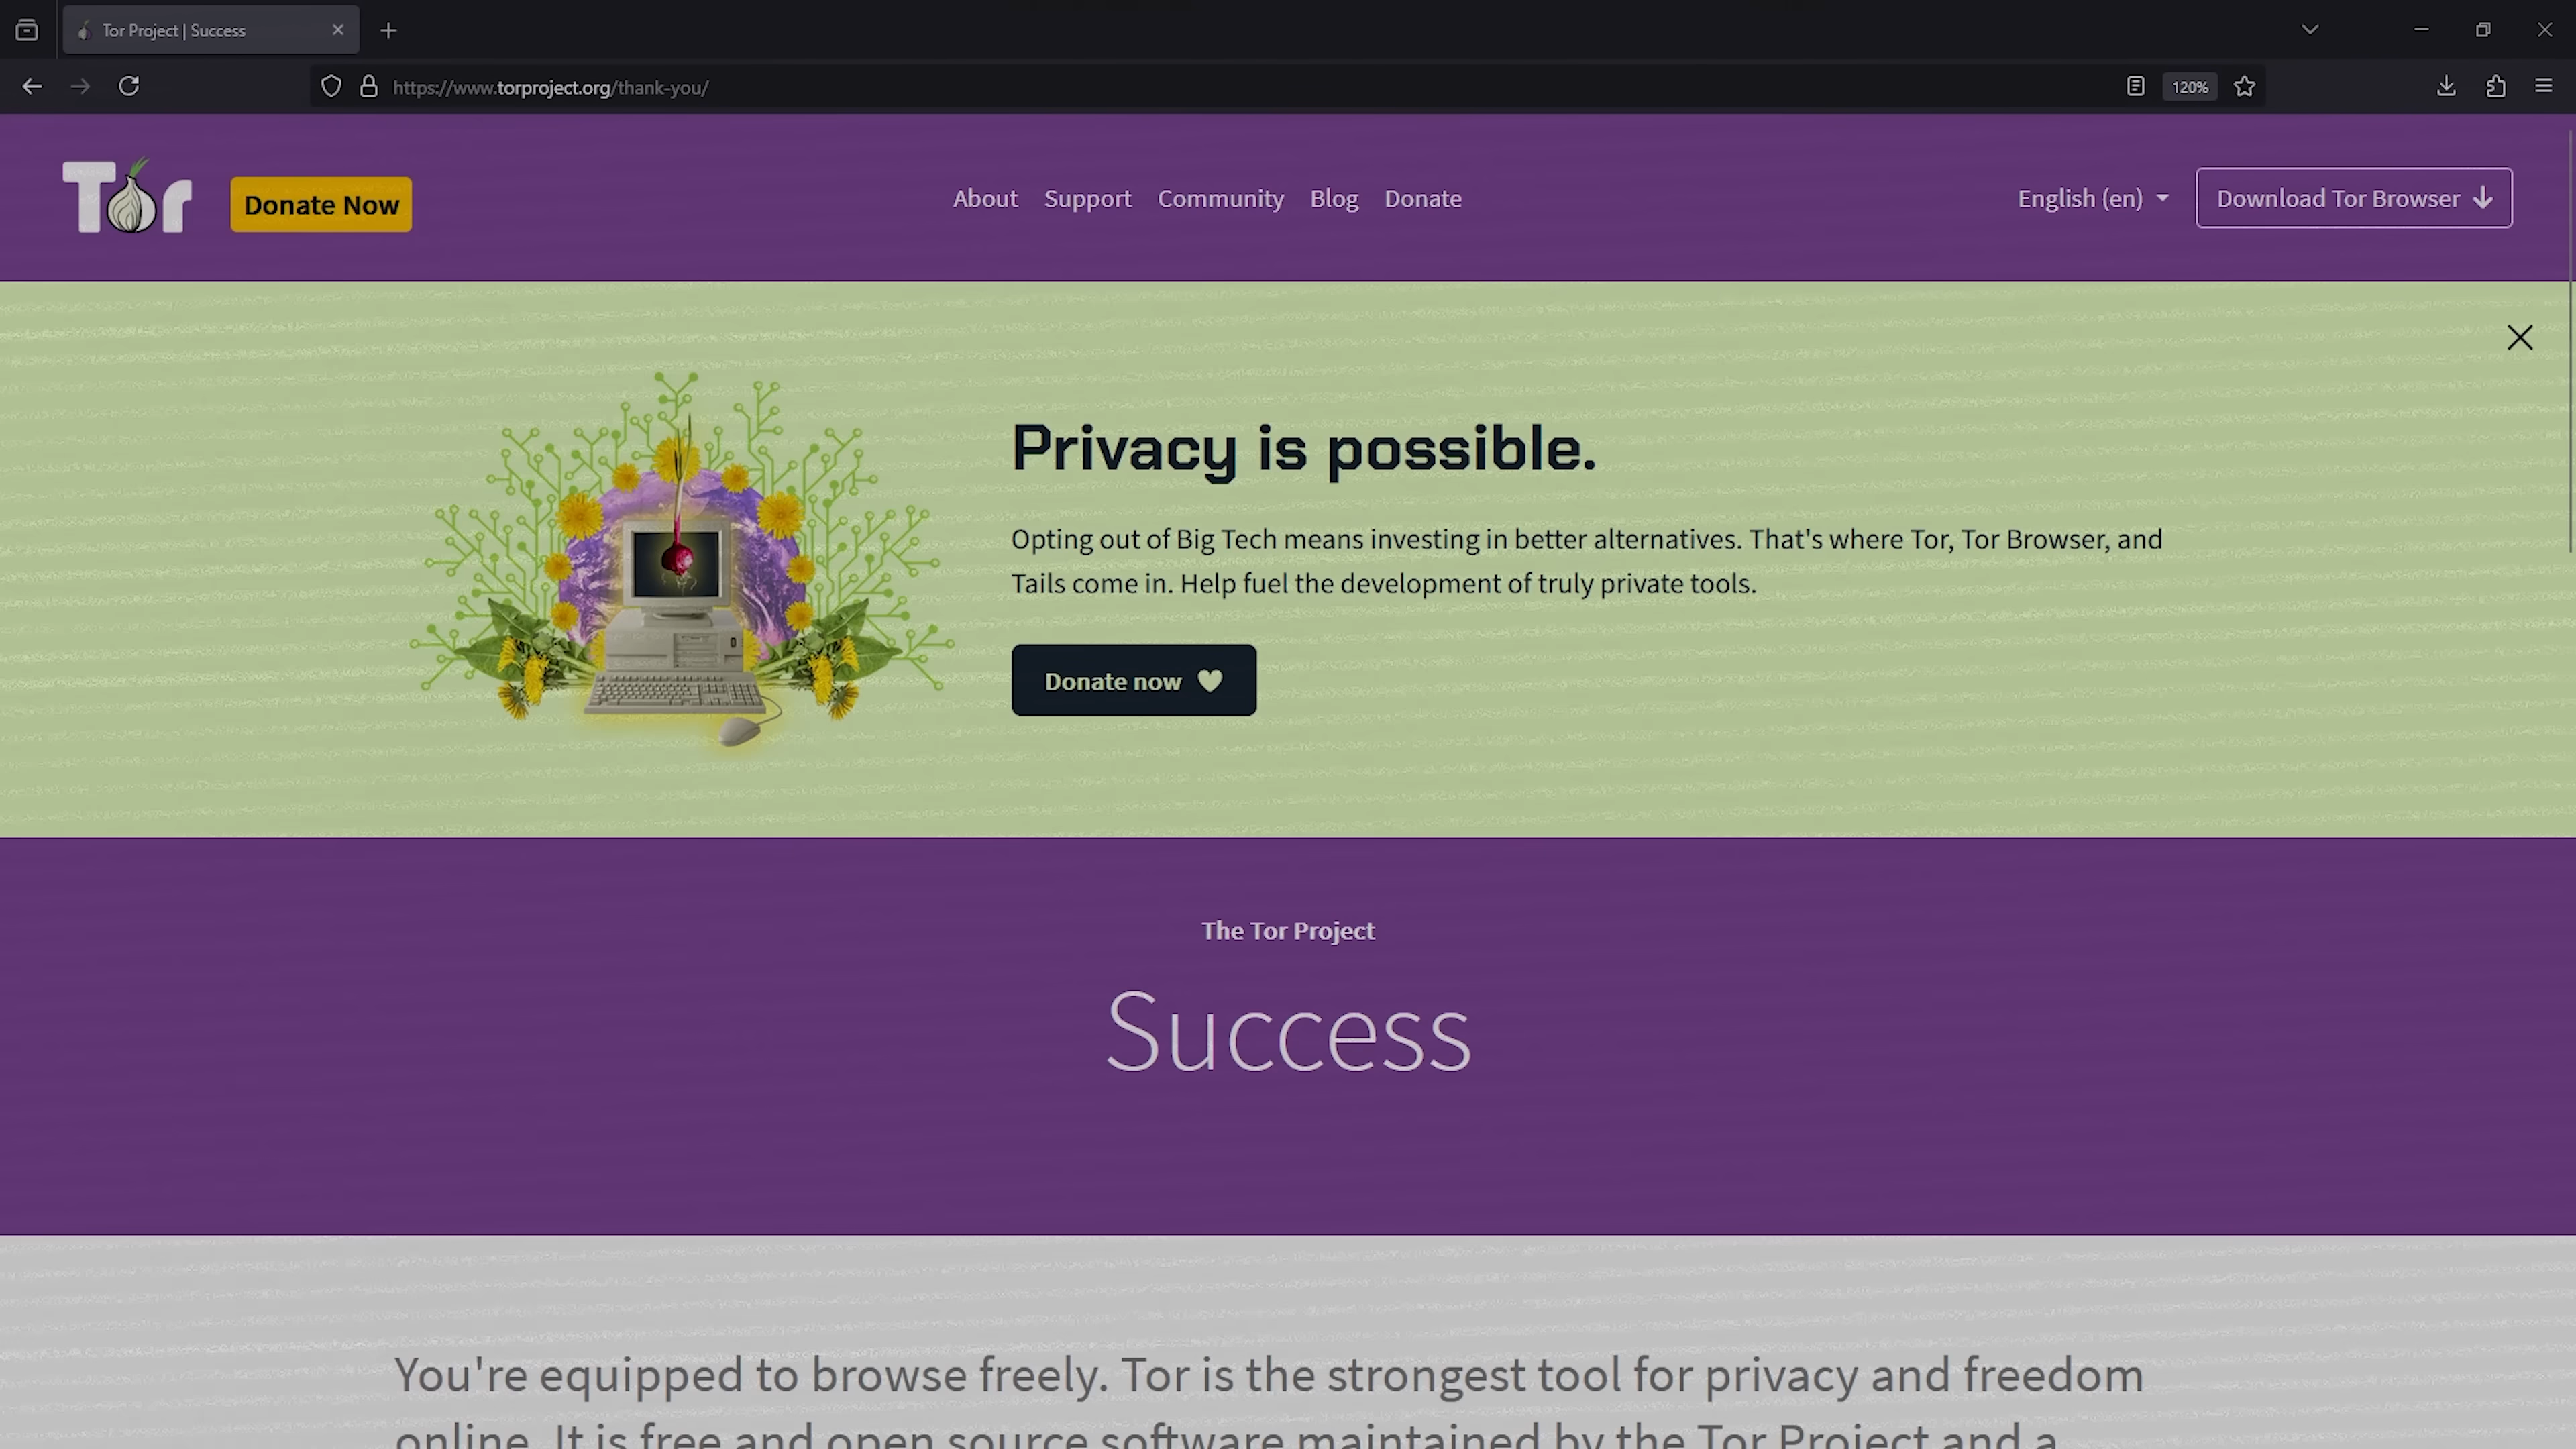 Tor Project | Success
https://www.torproject.org/thank-you/
120%
Tor
Donate Now
About Support Community Blog Donate
English (en)
Download Tor Browser
Privacy is possible.
Opting out of Big Tech means investing in better alternatives. That's where Tor, Tor Browser, and
Tails come in. Help fuel the development of truly private tools.
Donate now
The Tor Project
Success
You're equipped to browse freely. Tor is the strongest tool for privacy and freedom
online. It is free and open source software maintained by the Tor Project and a